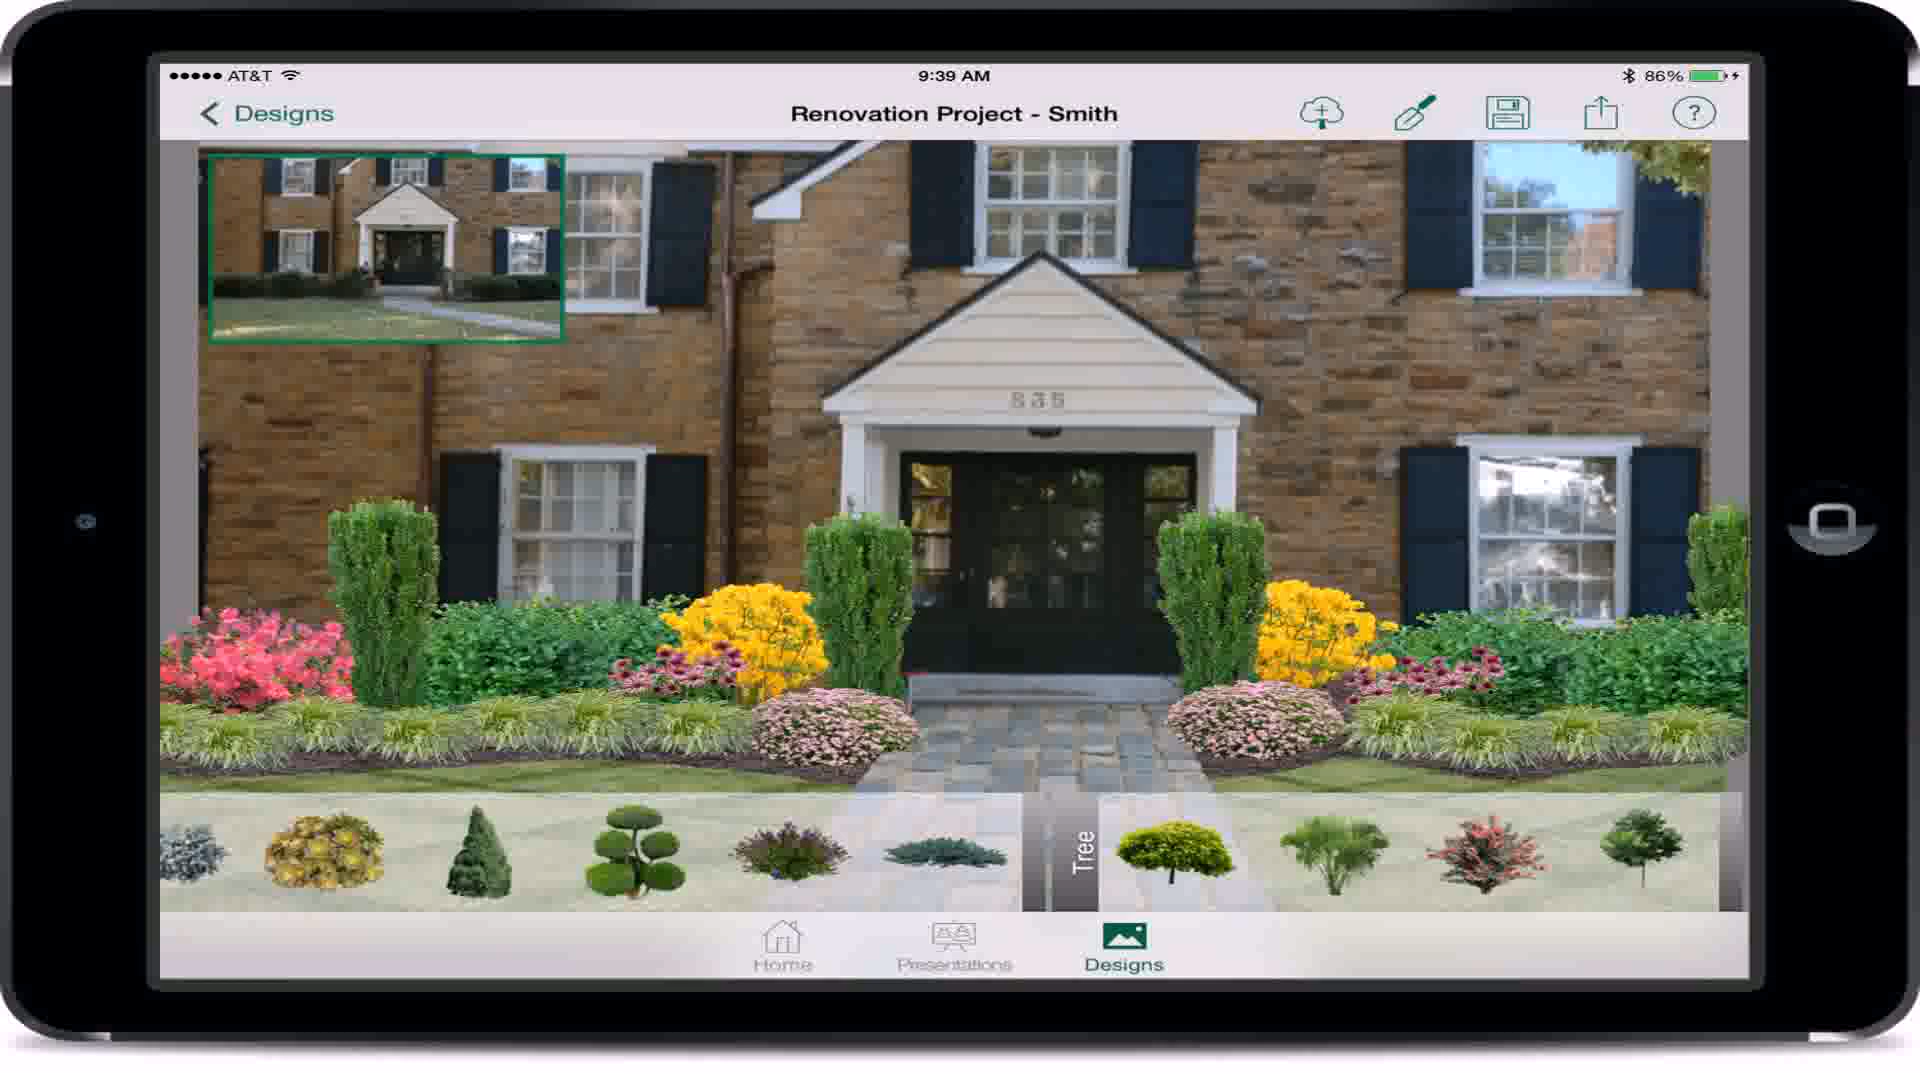 AT&T 9:39 AM 86%
Designs Renovation Project - Smith ?
835
Tree
Home Presentations Designs